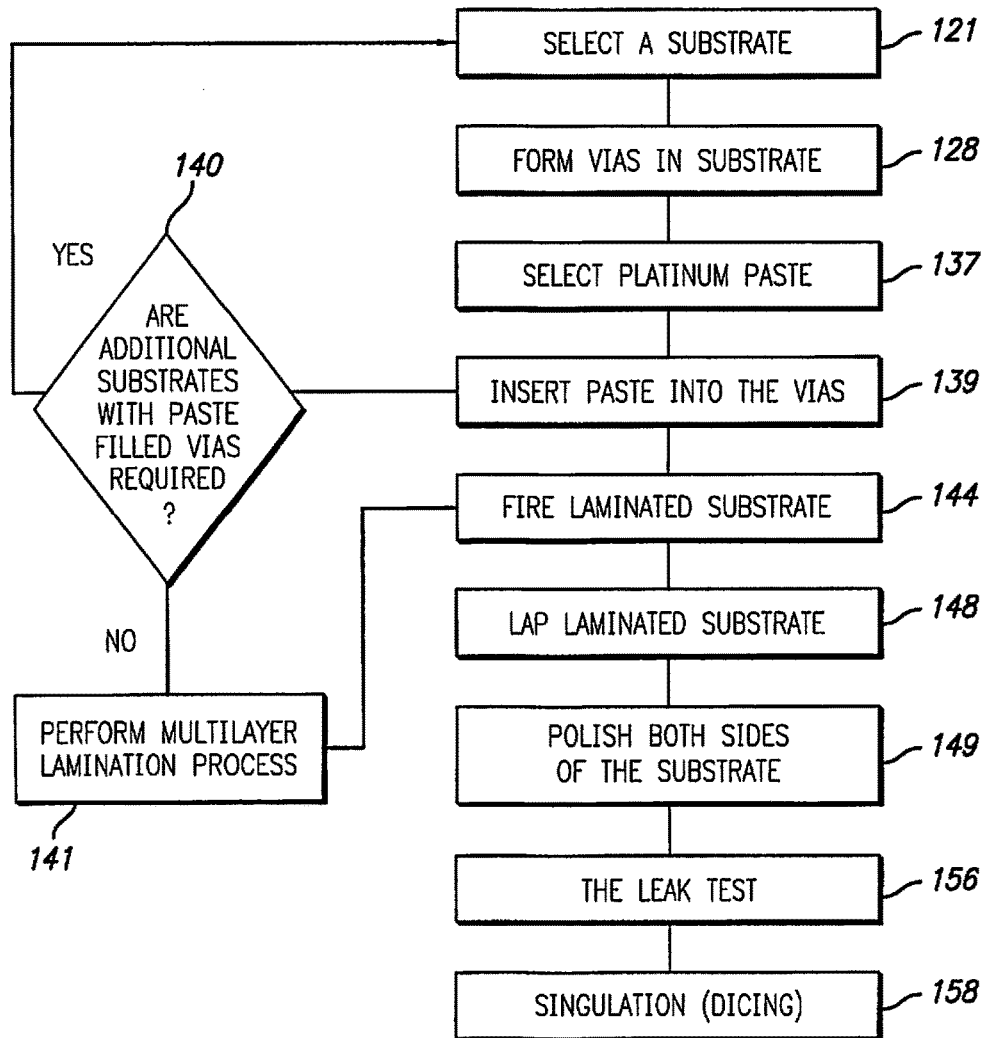 SELECT A SUBSTRATE
121
FORM VIAS IN SUBSTRATE
128
SELECT PLATINUM PASTE
137
INSERT PASTE INTO THE VIAS
139
140
YES
ARE
ADDITIONAL
SUBSTRATES
WITH PASTE
FILLED VIAS
REQUIRED
?
NO
PERFORM MULTILAYER
LAMINATION PROCESS
141
FIRE LAMINATED SUBSTRATE
144
LAP LAMINATED SUBSTRATE
148
POLISH BOTH SIDES
OF THE SUBSTRATE
149
THE LEAK TEST
156
SINGULATION (DICING)
158